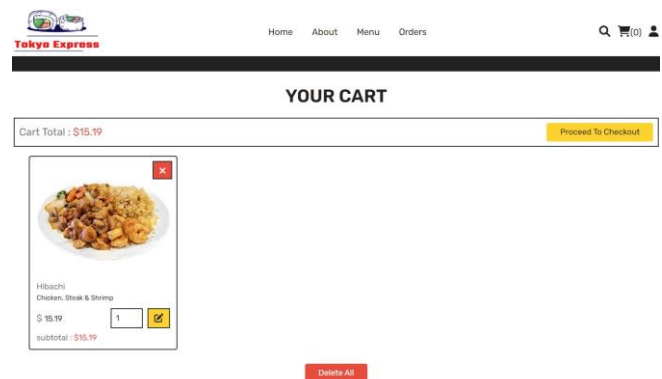 Tokyo Express
Home About Menu Orders
(0)
YOUR CART
Cart Total : $15.19
Proceed To Checkout
Hibachi
Chicken, Steak & Shrimp
$ 15.19
1
subtotal : $15.19
Delete All